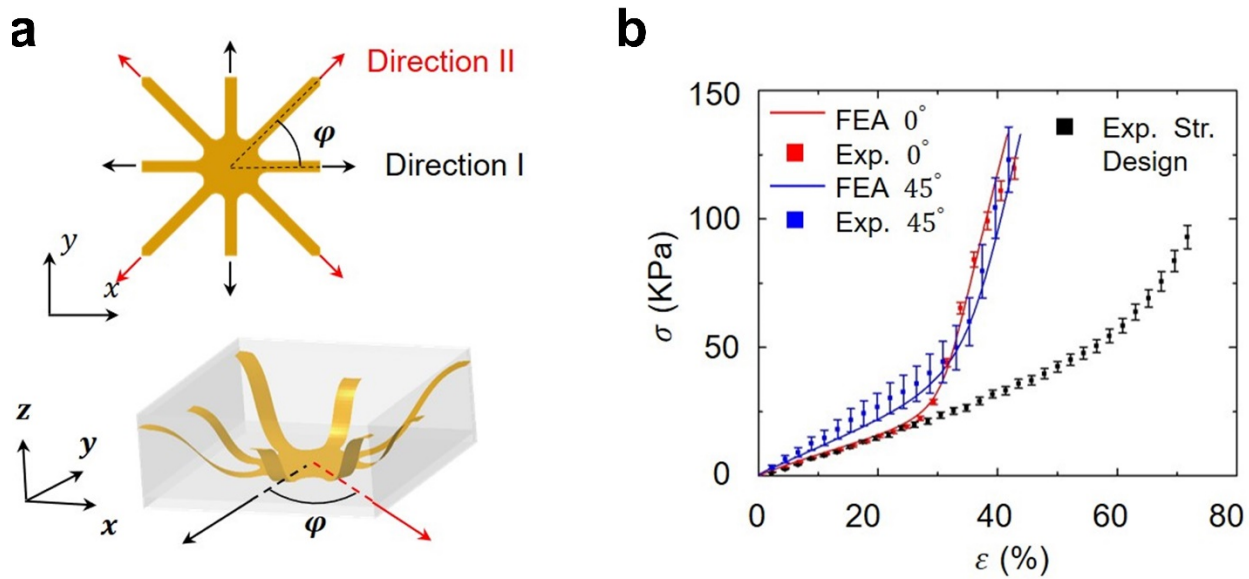 a
Direction II
φ
Direction I
y
x
z
y
x
φ
b
150
100
50
0
σ (KPa)
FEA 0°
Exp. 0°
FEA 45°
Exp. 45°
Exp. Str.
Design
0 20 40 60 80
ε (%)